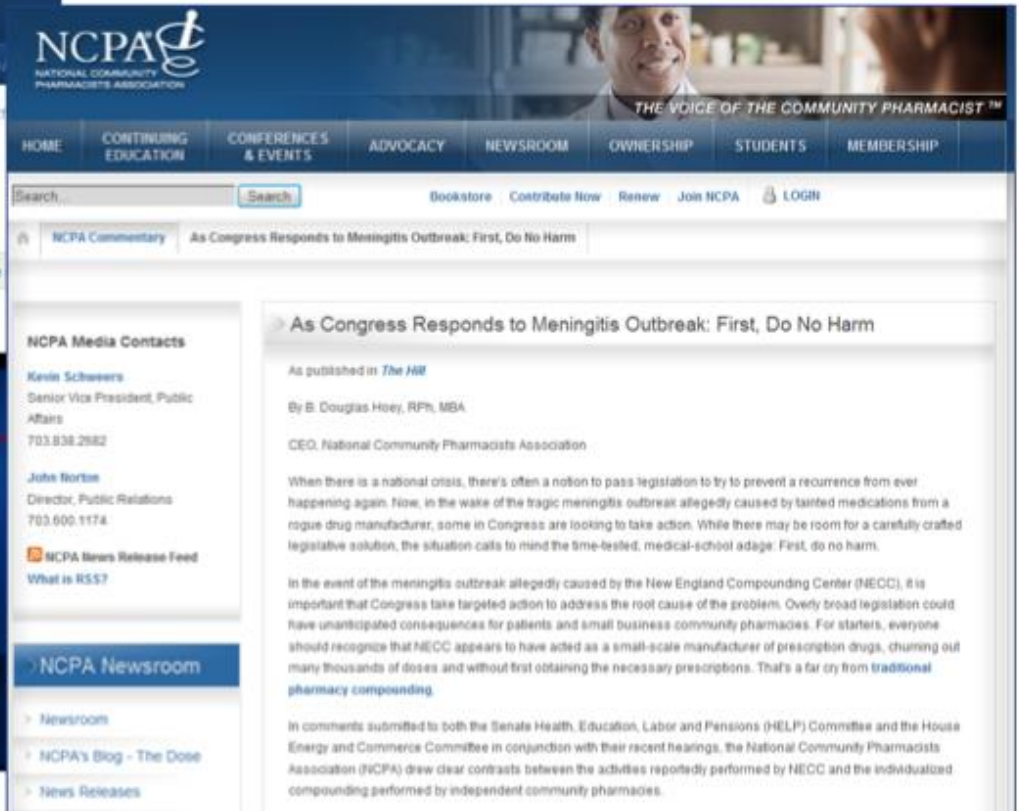 NCPA
NATIONAL COMMUNITY
PHARMACISTS ASSOCIATION
THE VOICE OF THE COMMUNITY PHARMACIST ™
HOME
CONTINUING
EDUCATION
CONFERENCES
& EVENTS
ADVOCACY
NEWSROOM
OWNERSHIP
STUDENTS
MEMBERSHIP
Search...
Search
Bookstore
Contribute Now
Renew
Join NCPA
LOGIN
NCPA Commentary
As Congress Responds to Meningitis Outbreak: First, Do No Harm
NCPA Media Contacts
Kevin Schweers
Senior Vice President, Public
Affairs
703.838.2682
John Norton
Director, Public Relations
703.600.1174
NCPA News Release Feed
What is RSS?
NCPA Newsroom
Newsroom
NCPA's Blog - The Dose
News Releases
As Congress Responds to Meningitis Outbreak: First, Do No Harm
As published in The Hill
By B. Douglas Hoey, RPh, MBA
CEO, National Community Pharmacists Association
When there is a national crisis, there's often a notion to pass legislation to try to prevent a recurrence from ever
happening again. Now, in the wake of the tragic meningitis outbreak allegedly caused by tainted medications from a
rogue drug manufacturer, some in Congress are looking to take action. While there may be room for a carefully crafted
legislative solution, the situation calls to mind the time-tested, medical-school adage: First, do no harm.
In the event of the meningitis outbreak allegedly caused by the New England Compounding Center (NECC), it is
important that Congress take targeted action to address the root cause of the problem. Overly broad legislation could
have unanticipated consequences for patients and small business community pharmacies. For starters, everyone
should recognize that NECC appears to have acted as a small-scale manufacturer of prescription drugs, churning out
many thousands of doses and without first obtaining the necessary prescriptions. That's a far cry from traditional
pharmacy compounding.
In comments submitted to both the Senate Health, Education, Labor and Pensions (HELP) Committee and the House
Energy and Commerce Committee in conjunction with their recent hearings, the National Community Pharmacists
Association (NCPA) drew clear contrasts between the activities reportedly performed by NECC and the individualized
compounding performed by independent community pharmacies.